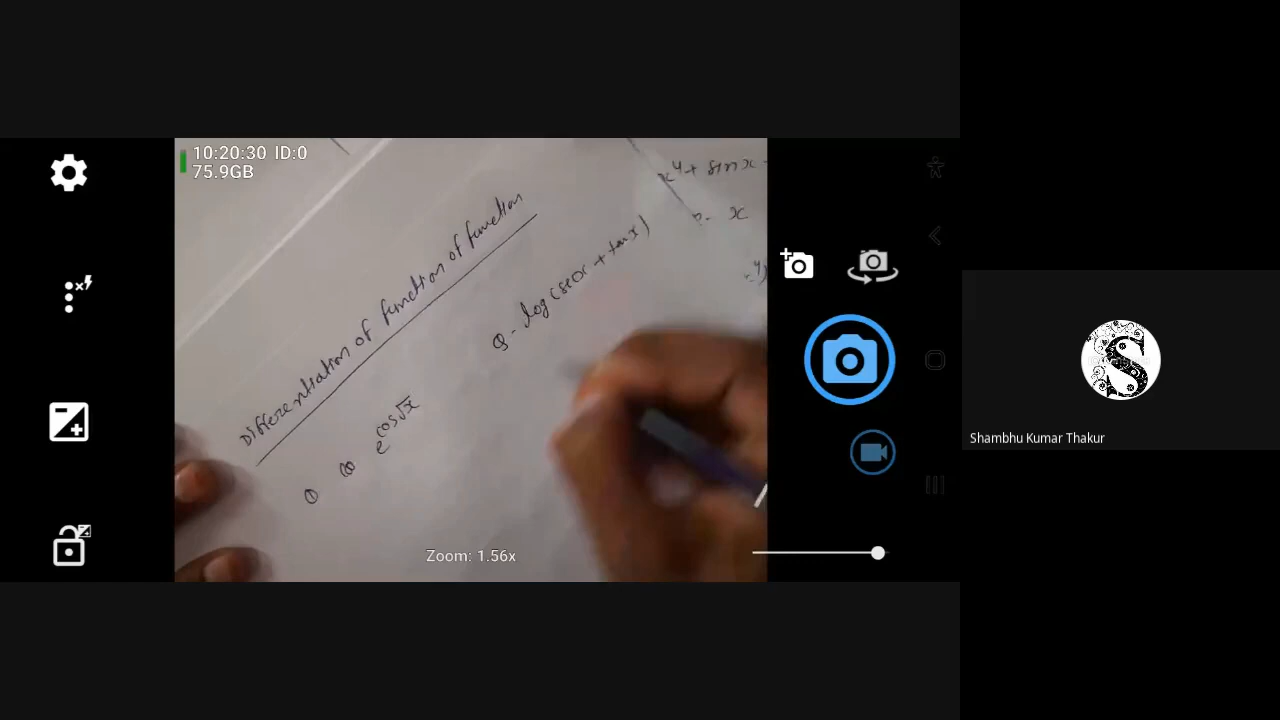 10:20:30 ID:0
75.9GB
Differentiation of function of function
① Q e^cos√x
Q- log(secx + tanx)
x^y + sinx
x
Zoom: 1.56x
Shambhu Kumar Thakur